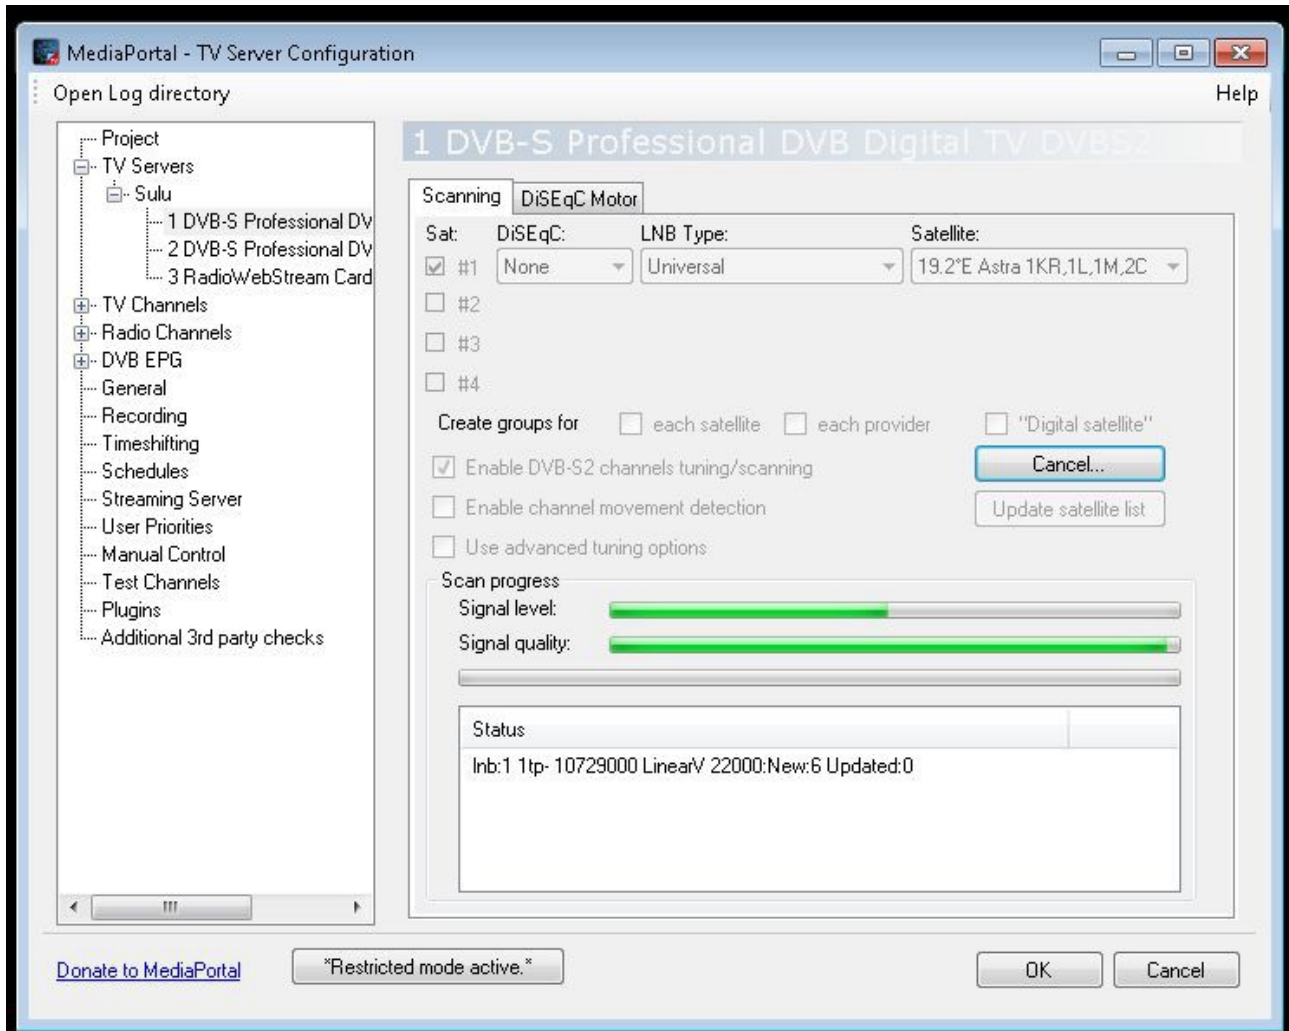 MediaPortal - TV Server Configuration
Open Log directory Help
Project
TV Servers
Sulu
1 DVB-S Professional DV
2 DVB-S Professional DV
3 RadioWebStream Card
TV Channels
Radio Channels
DVB EPG
General
Recording
Timeshifting
Schedules
Streaming Server
User Priorities
Manual Control
Test Channels
Plugins
Additional 3rd party checks
1 DVB-S Professional DVB Digital TV DVBS2
Scanning DiSEqC Motor
Sat: DiSEqC: LNB Type: Satellite:
#1 None Universal 19.2°E Astra 1KR,1L,1M,2C
#2
#3
#4
Create groups for each satellite each provider "Digital satellite"
Enable DVB-S2 channels tuning/scanning Cancel...
Enable channel movement detection Update satellite list
Use advanced tuning options
Scan progress
Signal level:
Signal quality:
Status
lnb:1 1tp- 10729000 LinearV 22000:New:6 Updated:0
Donate to MediaPortal "Restricted mode active." OK Cancel